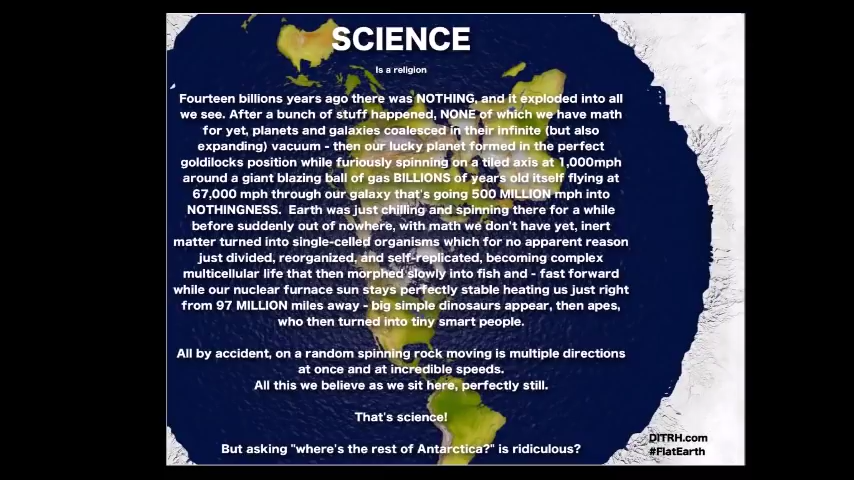 SCIENCE
Is a religion
Fourteen billions years ago there was NOTHING, and it exploded into all
we see. After a bunch of stuff happened, NONE of which we have math
for yet, planets and galaxies coalesced in their infinite (but also
expanding) vacuum - then our lucky planet formed in the perfect
goldilocks position while furiously spinning on a tiled axis at 1,000mph
around a giant blazing ball of gas BILLIONS of years old itself flying at
67,000 mph through our galaxy that's going 500 MILLION mph into
NOTHINGNESS. Earth was just chilling and spinning there for a while
before suddenly out of nowhere, with math we don't have yet, inert
matter turned into single-celled organisms which for no apparent reason
just divided, reorganized, and self-replicated, becoming complex
multicellular life that then morphed slowly into fish and - fast forward
while our nuclear furnace sun stays perfectly stable heating us just right
from 97 MILLION miles away - big simple dinosaurs appear, then apes,
who then turned into tiny smart people.
All by accident, on a random spinning rock moving is multiple directions
at once and at incredible speeds.
All this we believe as we sit here, perfectly still.
That's science!
But asking "where's the rest of Antarctica?" is ridiculous?
DITRH.com
#FlatEarth